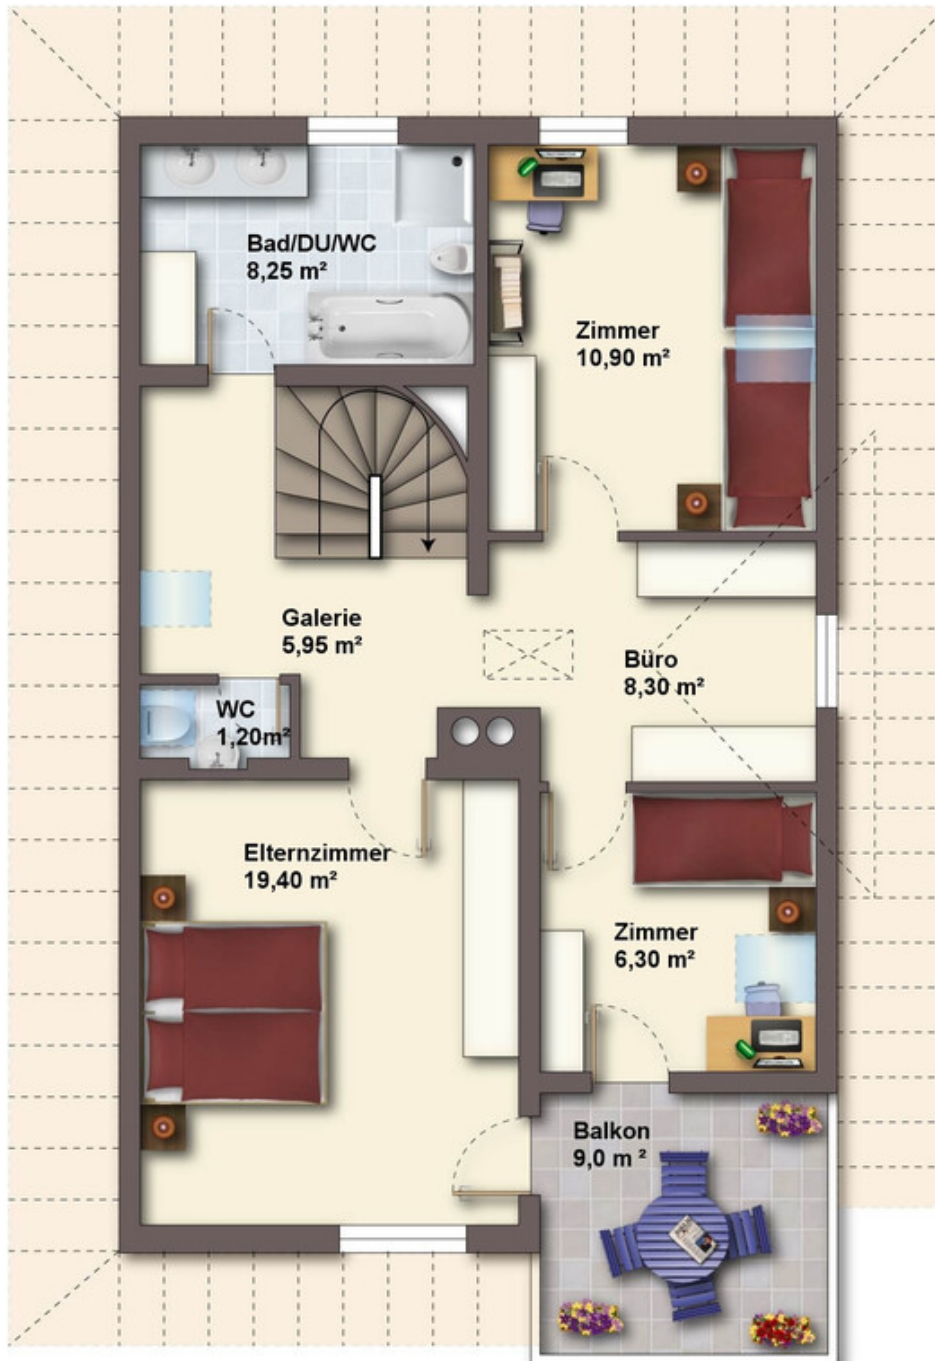 Bad/DU/WC
8,25 m²
Zimmer
10,90 m²
Galerie
5,95 m²
Büro
8,30 m²
WC
1,20m²
Elternzimmer
19,40 m²
Zimmer
6,30 m²
Balkon
9,0 m ²